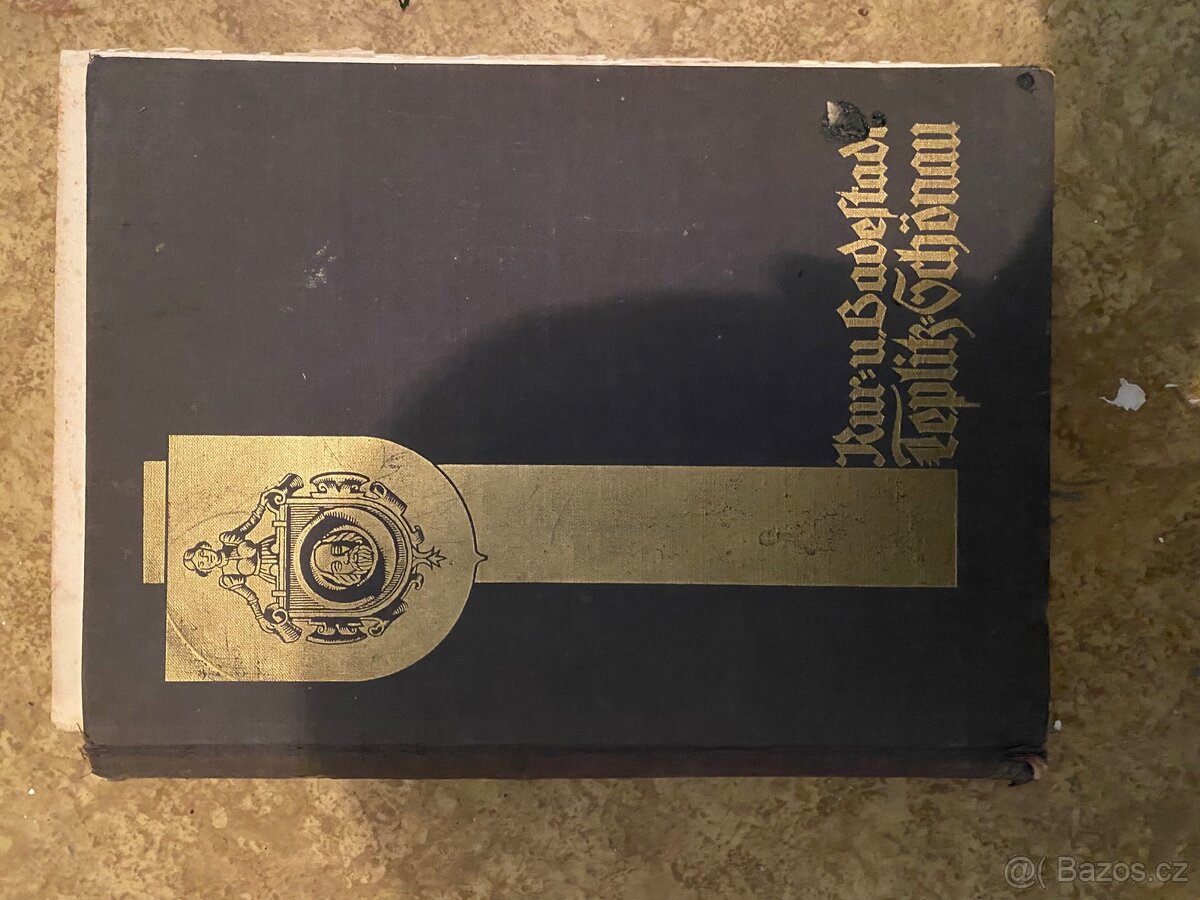 Kur- u. Badestadt
Teplitz-Schönau
@( Bazos.cz